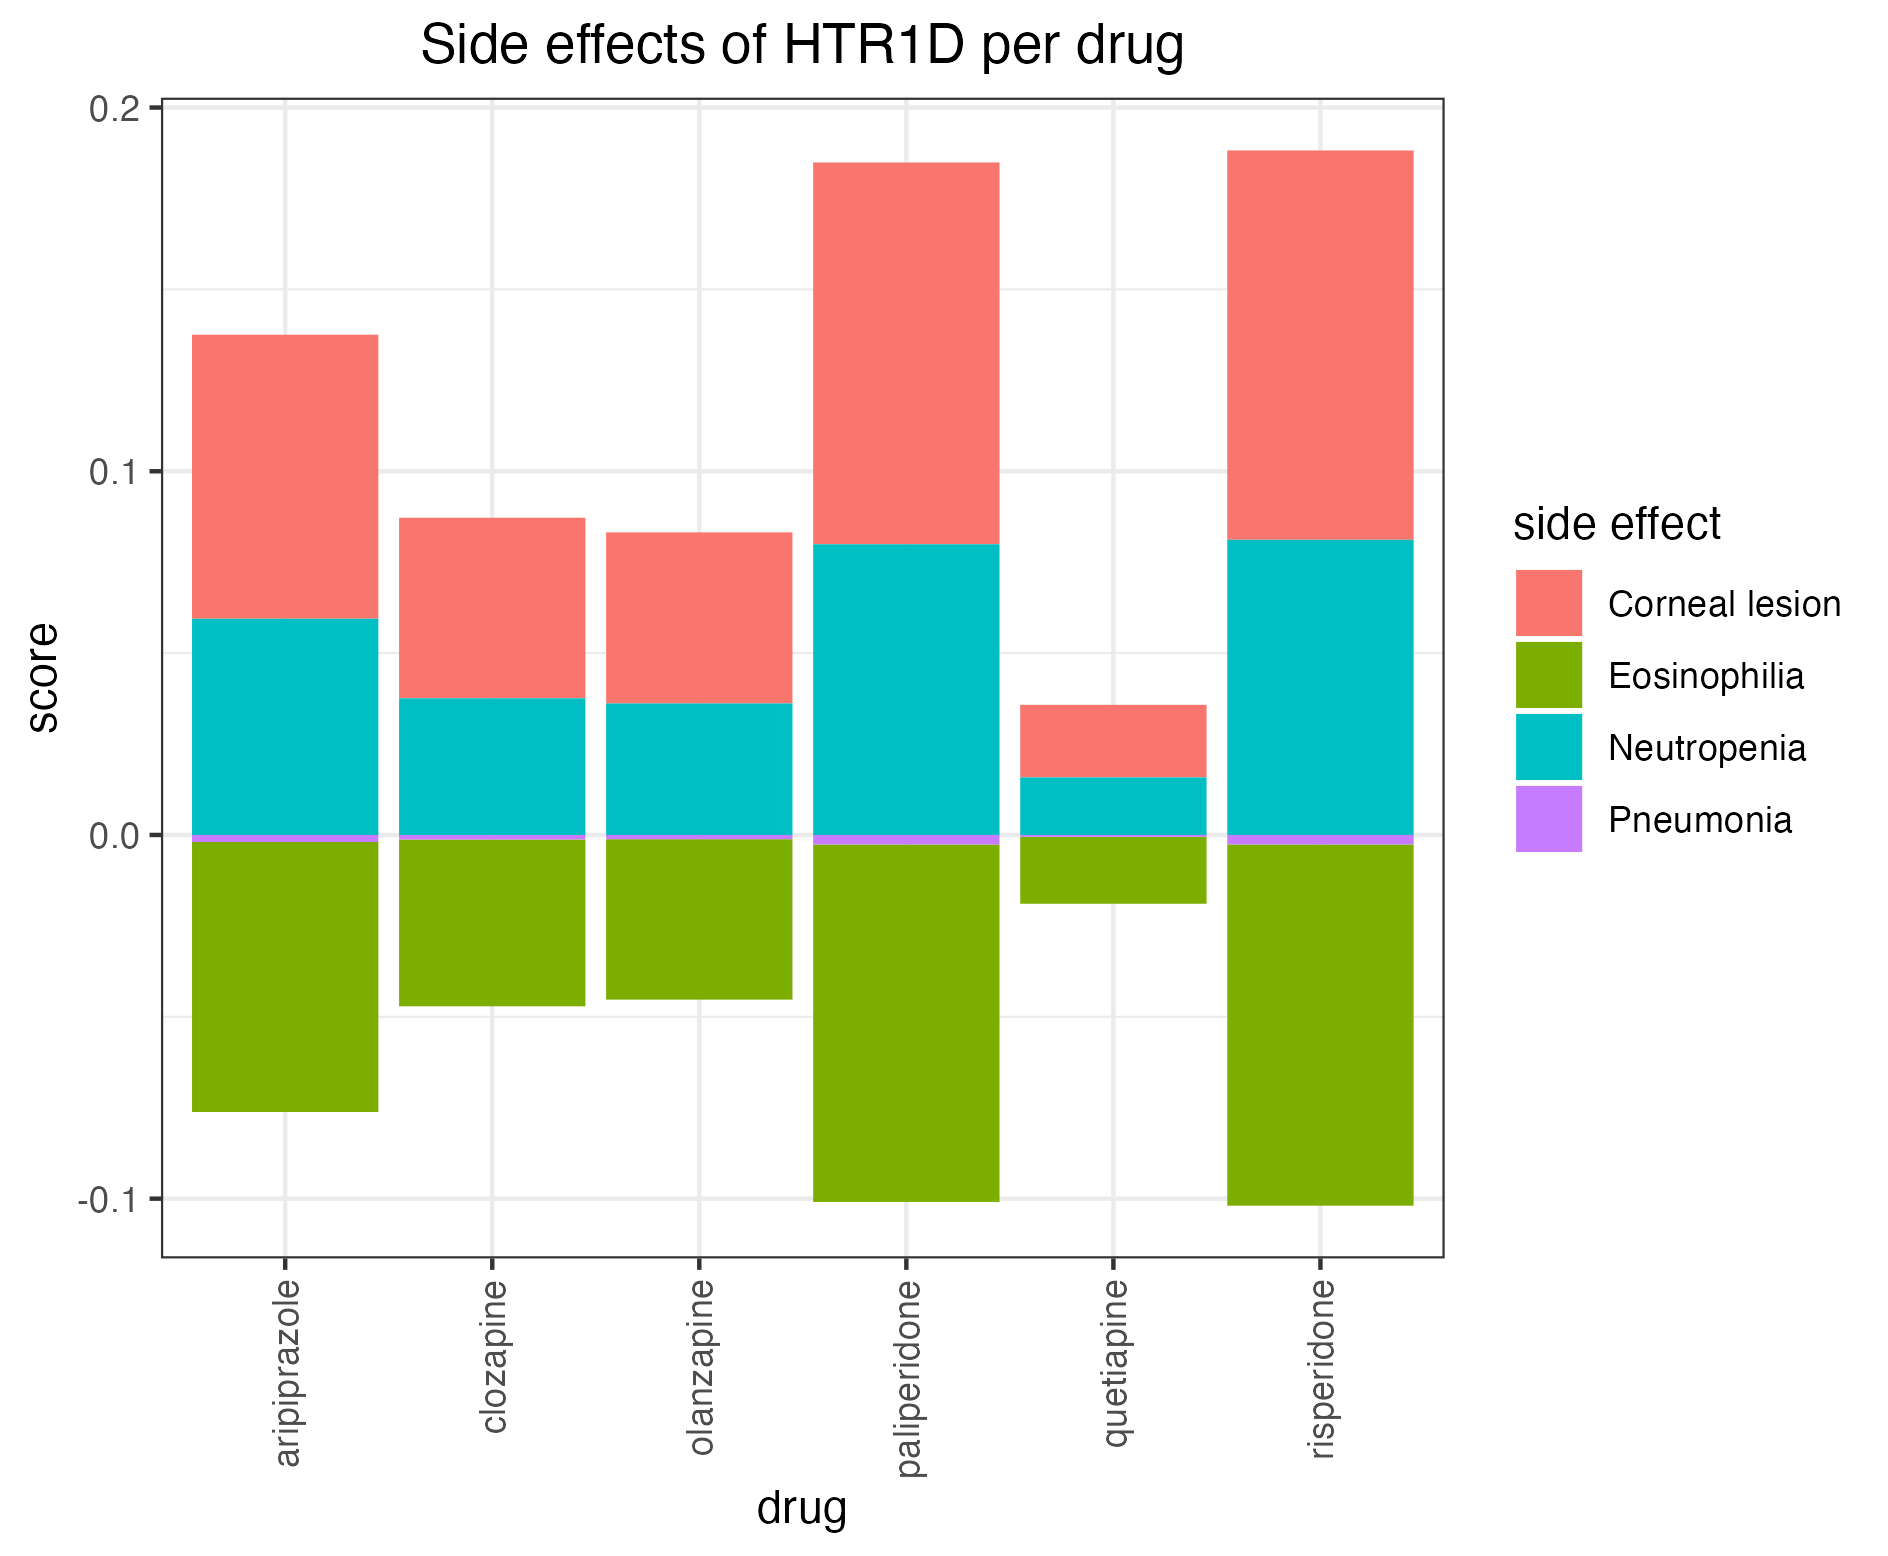 Side effects of HTR1D per drug
0.2
0.1
0.0
-0.1
score
aripiprazole
clozapine
olanzapine
paliperidone
quetiapine
risperidone
drug
side effect
Corneal lesion
Eosinophilia
Neutropenia
Pneumonia